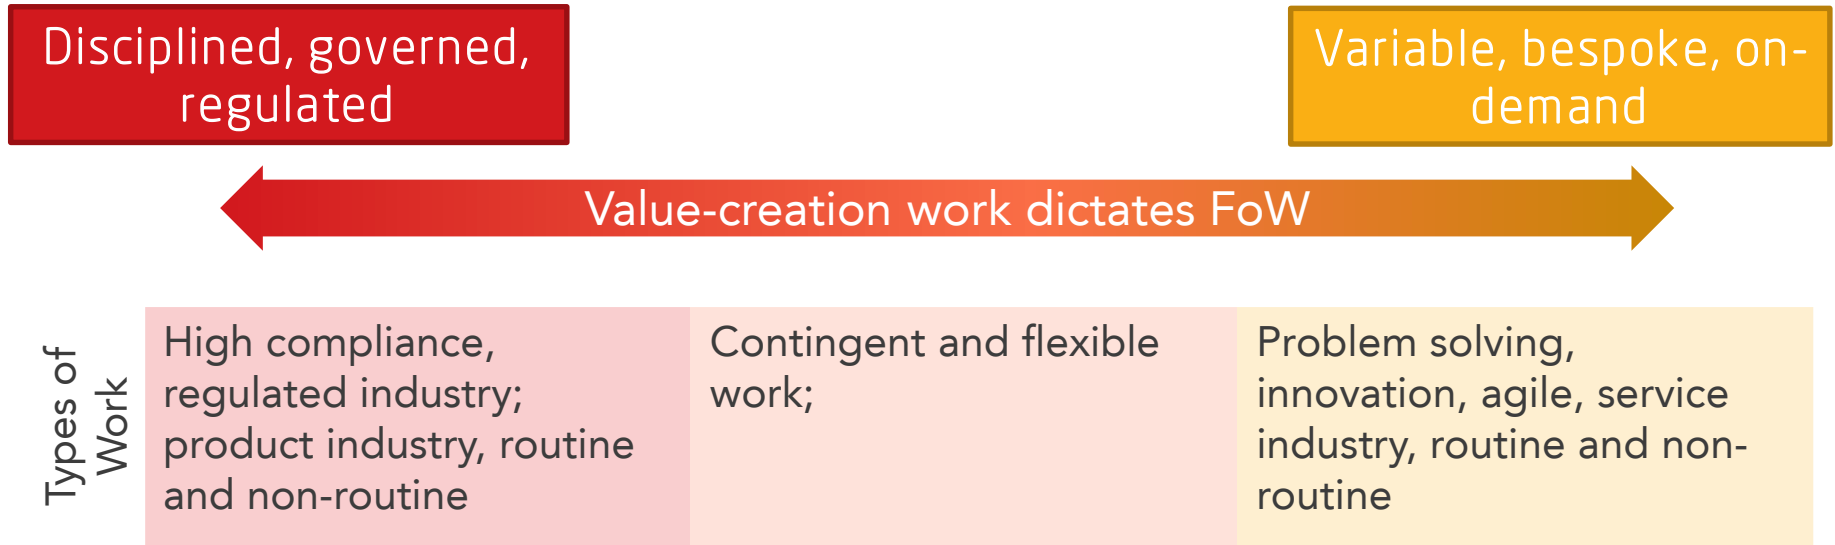 Disciplined, governed,
regulated
Variable, bespoke, on-
demand
Value-creation work dictates FoW
Types of
Work
High compliance,
regulated industry;
product industry, routine
and non-routine
Contingent and flexible
work;
Problem solving,
innovation, agile, service
industry, routine and non-
routine